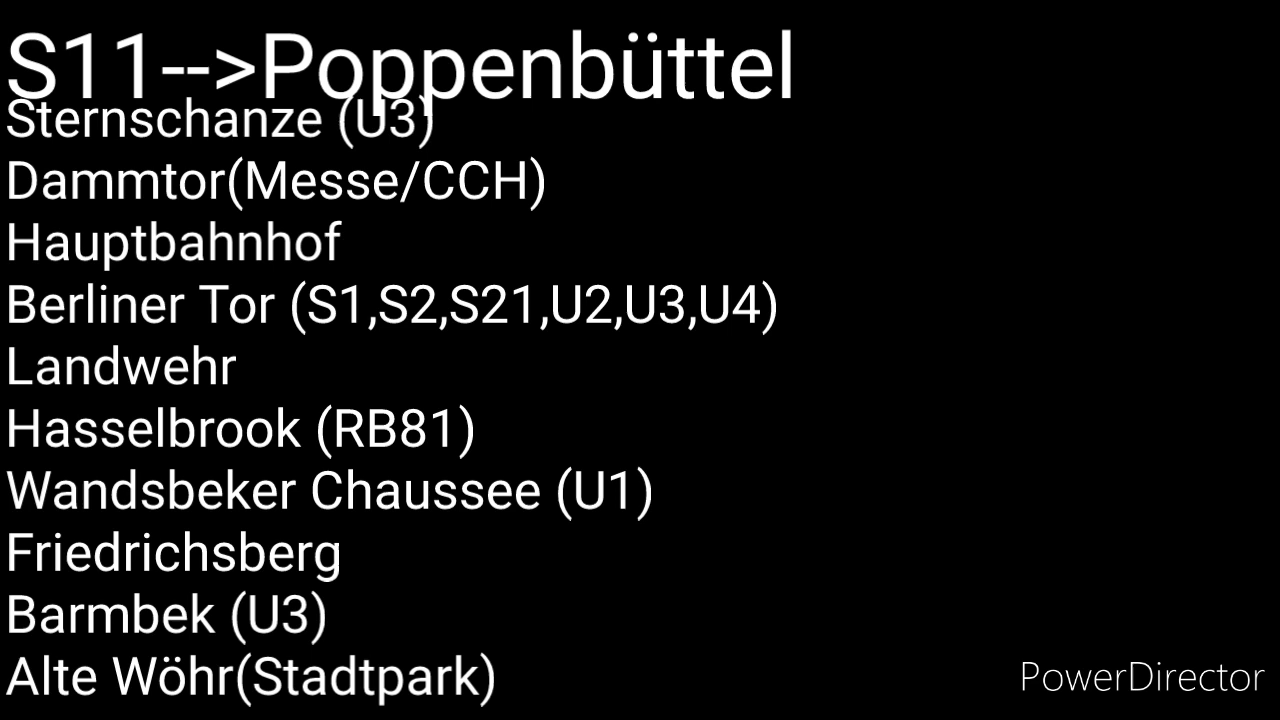 S11-->Poppenbüttel
Sternschanze (U3)
Dammtor(Messe/CCH)
Hauptbahnhof
Berliner Tor (S1,S2,S21,U2,U3,U4)
Landwehr
Hasselbrook (RB81)
Wandsbeker Chaussee (U1)
Friedrichsberg
Barmbek (U3)
Alte Wöhr(Stadtpark)
PowerDirector